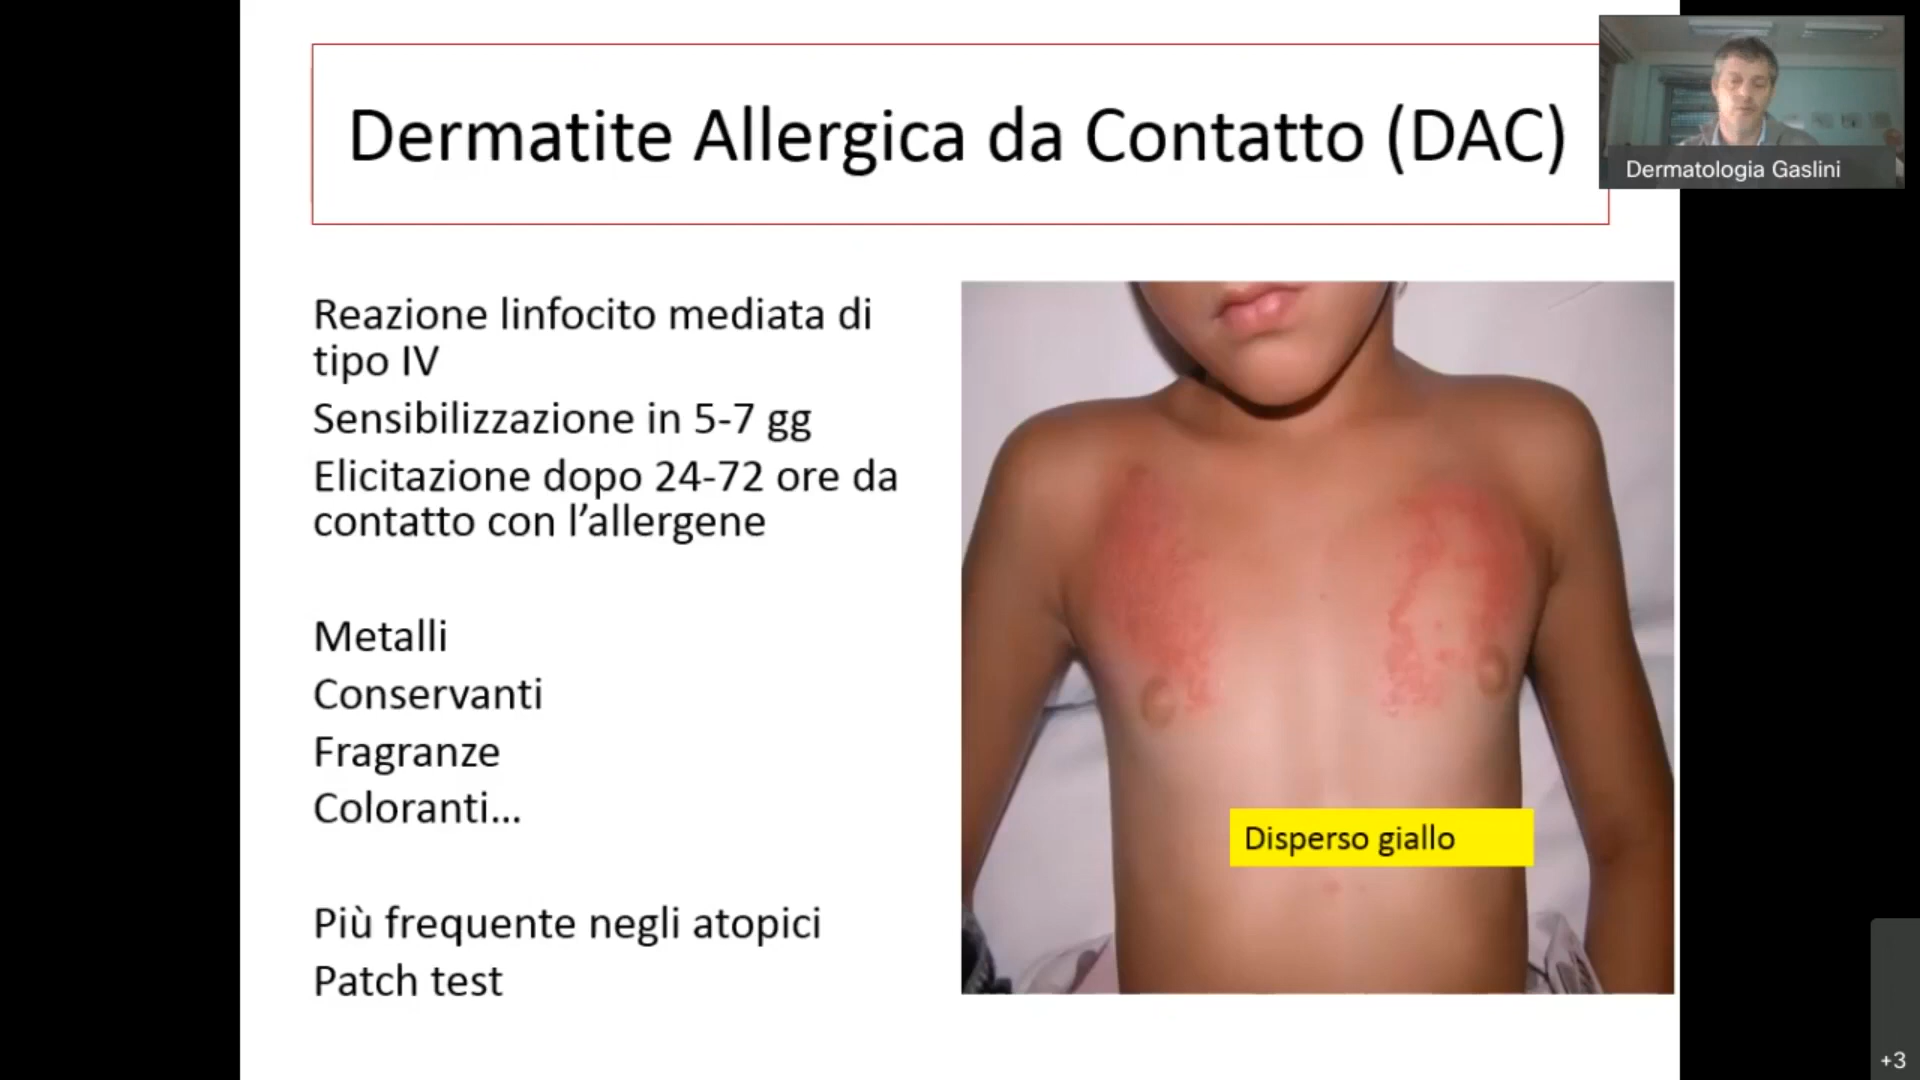 Dermatite Allergica da Contatto (DAC)
Dermatologia Gaslini
Reazione linfocito mediata di
tipo IV
Sensibilizzazione in 5-7 gg
Elicitazione dopo 24-72 ore da
contatto con l’allergene
Metalli
Conservanti
Fragranze
Coloranti...
Più frequente negli atopici
Patch test
Disperso giallo
+3